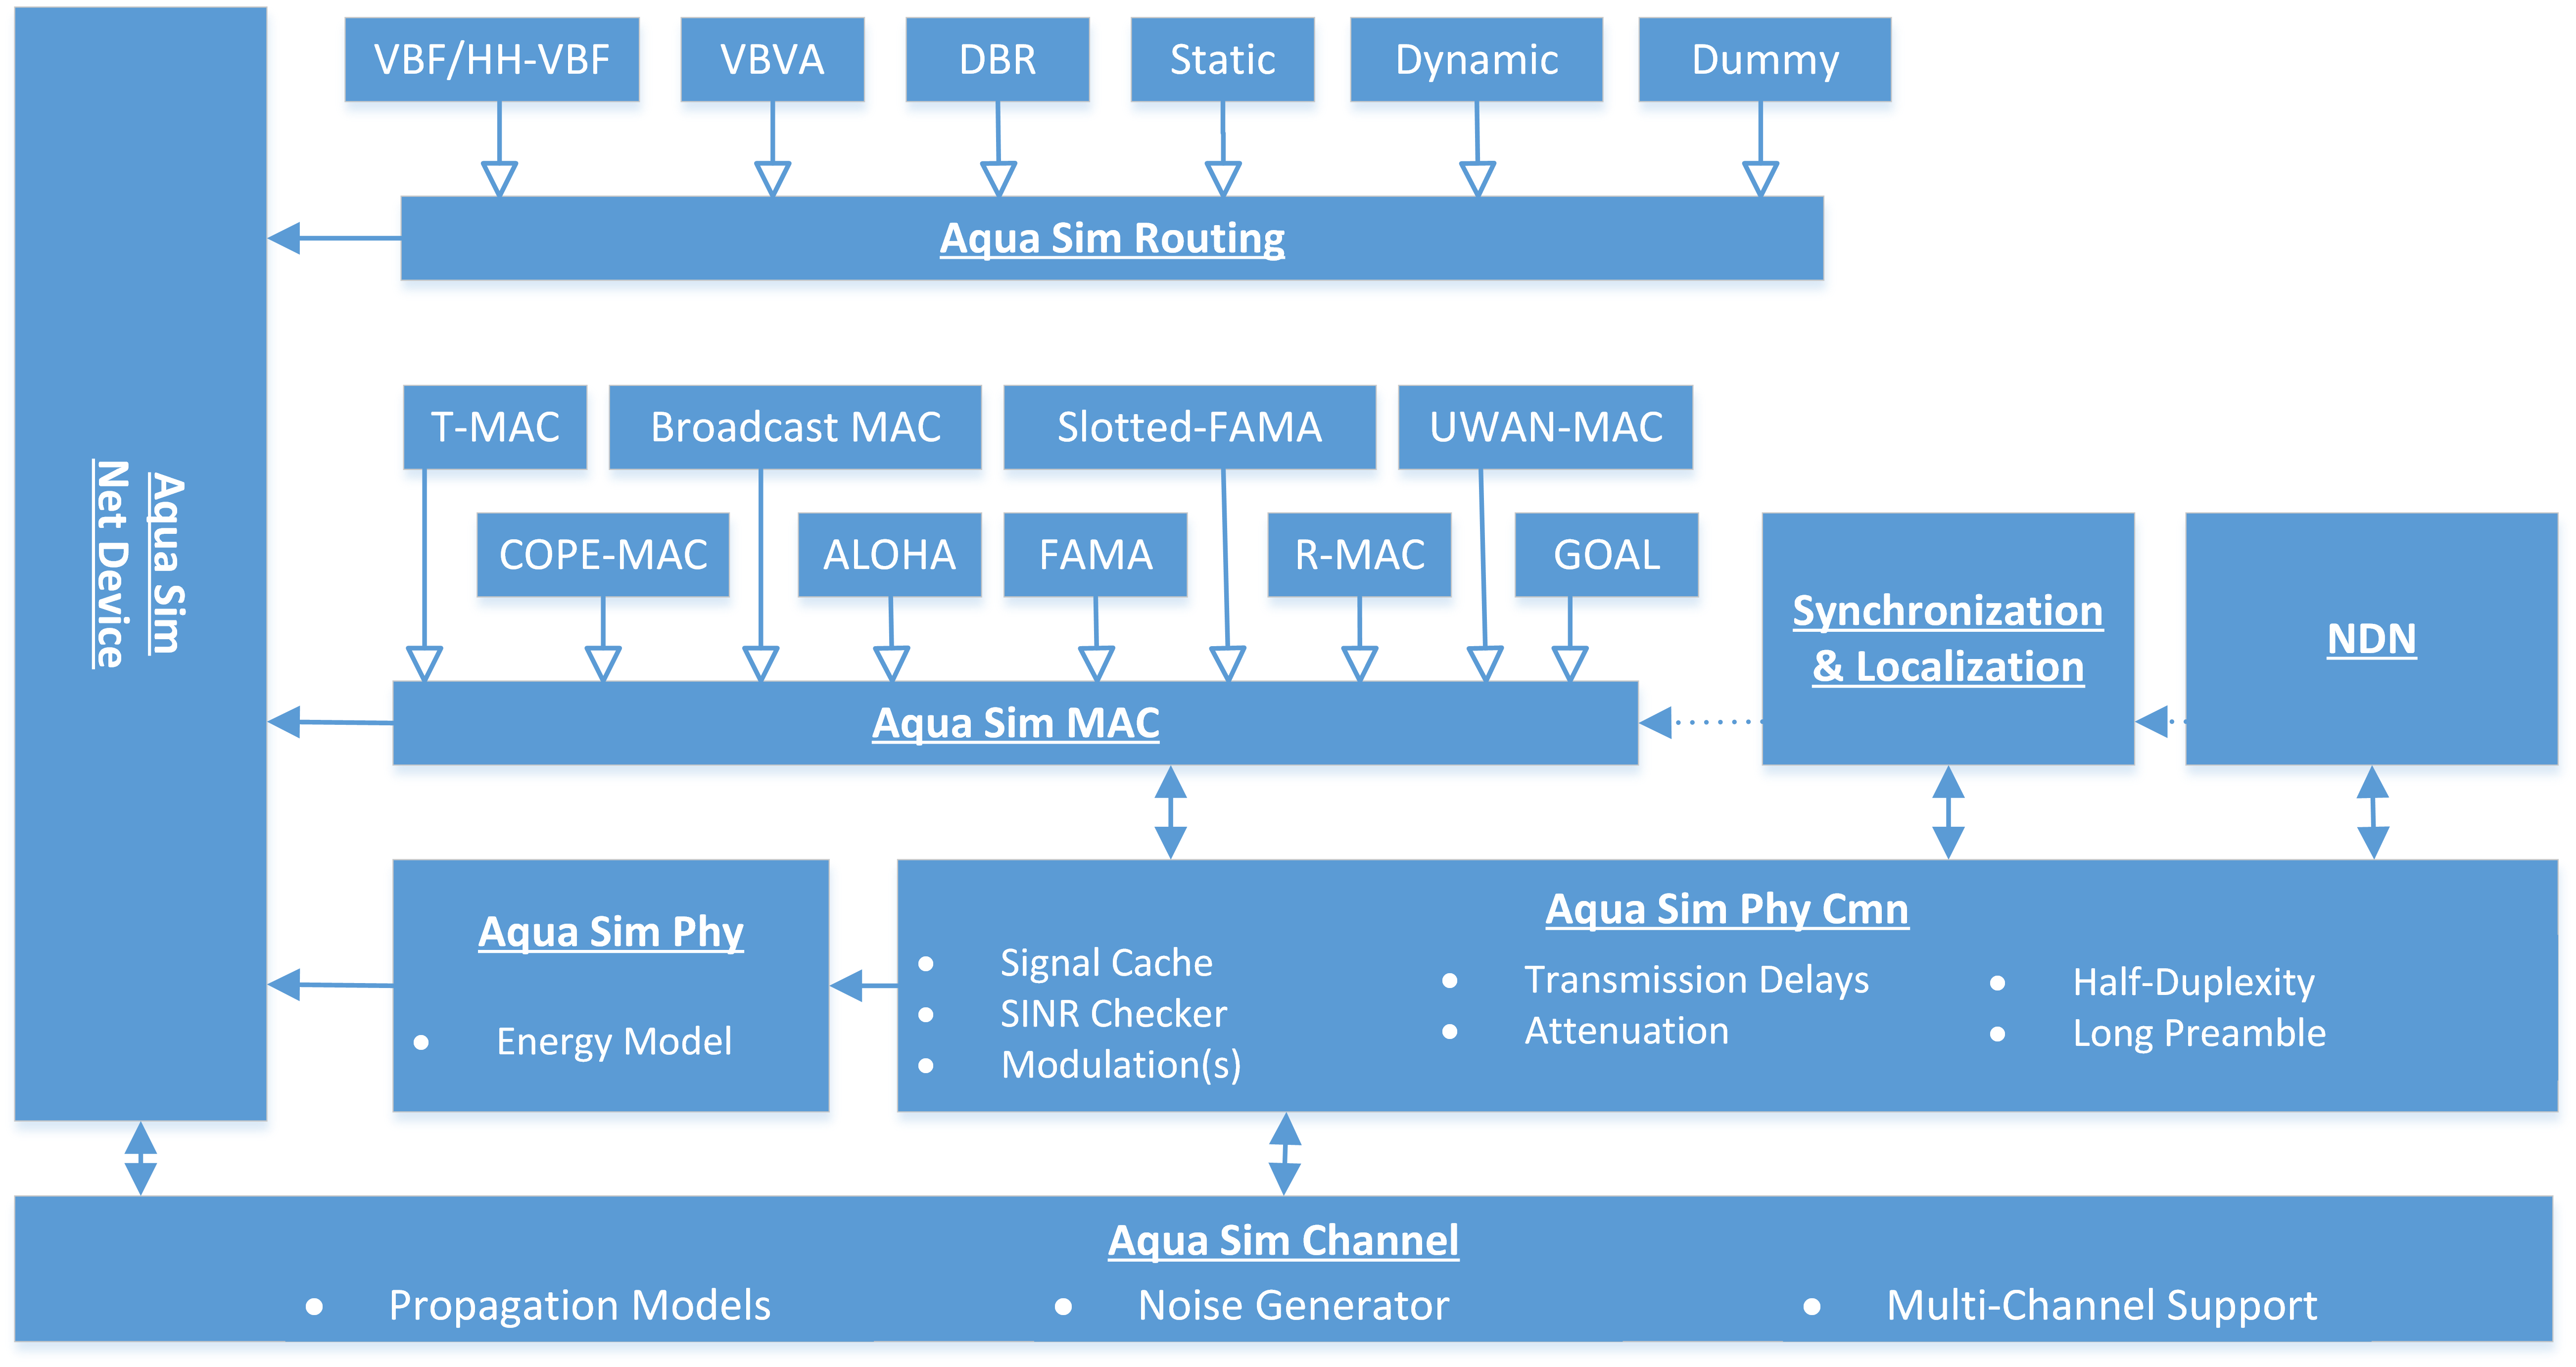 VBF/HH-VBF
VBVA
DBR
Static
Dynamic
Dummy
Aqua Sim Routing
Aqua Sim
Net Device
T-MAC
Broadcast MAC
Slotted-FAMA
UWAN-MAC
COPE-MAC
ALOHA
FAMA
R-MAC
GOAL
Synchronization
& Localization
NDN
Aqua Sim MAC
Aqua Sim Phy
• Energy Model
Aqua Sim Phy Cmn
• Signal Cache
• SINR Checker
• Modulation(s)
• Transmission Delays
• Attenuation
• Half-Duplexity
• Long Preamble
Aqua Sim Channel
• Propagation Models
• Noise Generator
• Multi-Channel Support